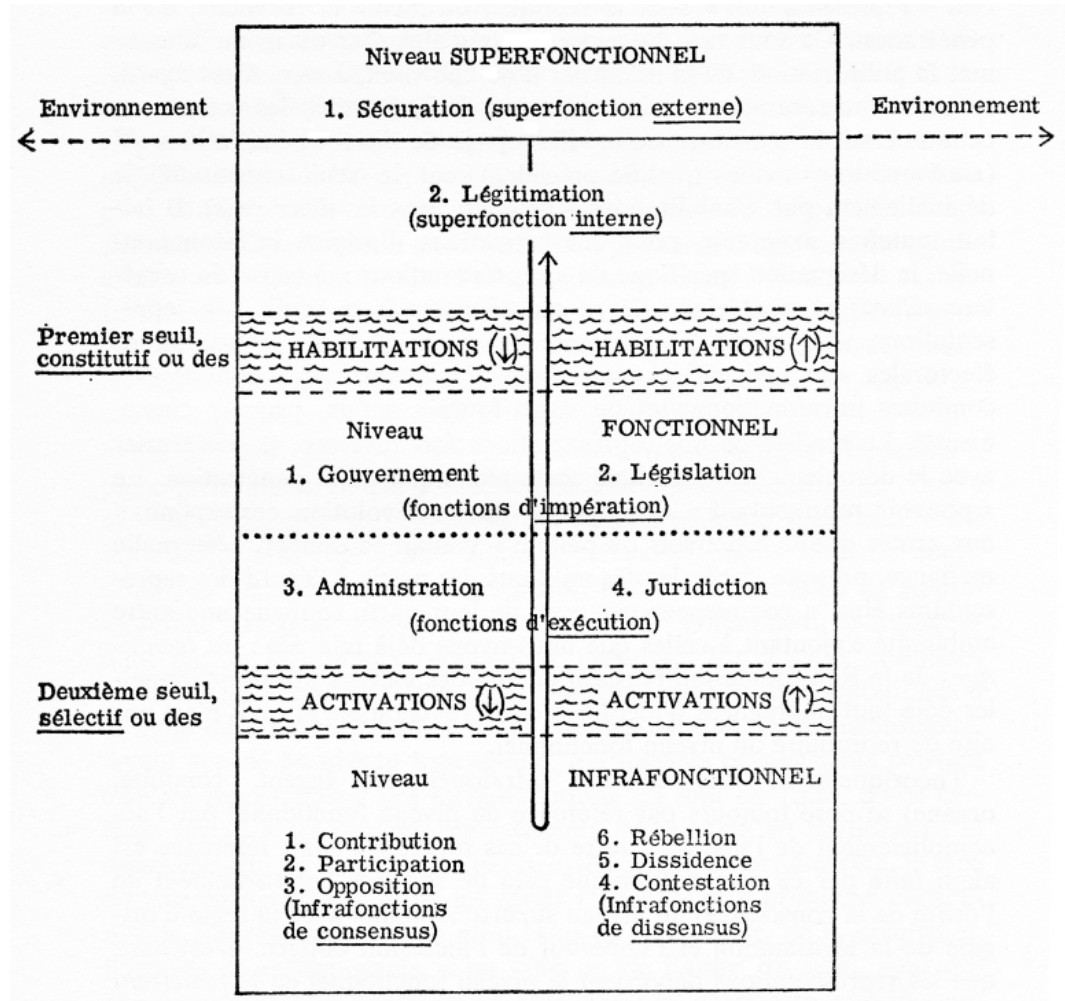 Niveau SUPERFONCTIONNEL
Environnement 1. Sécuration (superfonction externe) Environnement
2. Légitimation
(superfonction interne)
Premier seuil,
constitutif ou des HABILITATIONS (↓) HABILITATIONS (↑)
Niveau FONCTIONNEL
1. Gouvernement 2. Législation
(fonctions d'impération)
3. Administration 4. Juridiction
(fonctions d'exécution)
Deuxième seuil,
sélectif ou des ACTIVATIONS (↓) ACTIVATIONS (↑)
Niveau INFRAFONCTIONNEL
1. Contribution 6. Rébellion
2. Participation 5. Dissidence
3. Opposition 4. Contestation
(Infrafonctions (Infrafonctions
de consensus) de dissensus)